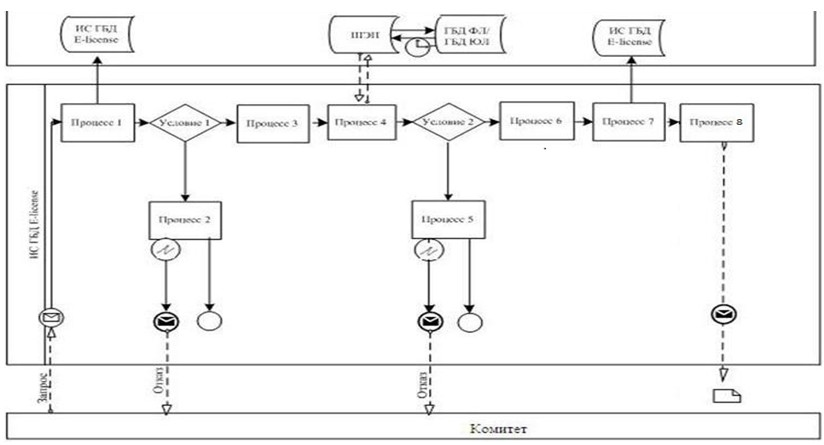 ИС ГБД
E-license
ШЭП
ГБД ФЛ/
ГБД ЮЛ
ИС ГБД
E-license
ИС ГБД E-license
Процесс 1
Условие 1
Процесс 3
Процесс 4
Условие 2
Процесс 6
Процесс 7
Процесс 8
Процесс 2
Процесс 5
Запрос
Отказ
Отказ
Комитет